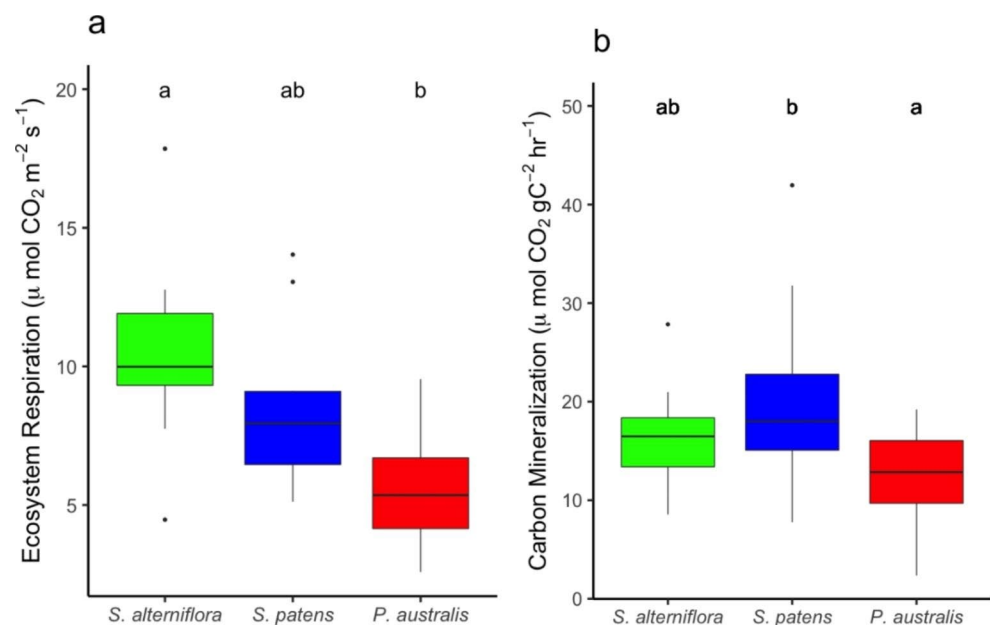 a
Ecosystem Respiration (μ mol CO₂ m⁻² s⁻¹)
20
15
10
5
a ab b
S. alterniflora S. patens P. australis
b
Carbon Mineralization (μ mol CO₂ gC⁻² hr⁻¹)
50
40
30
20
10
0
ab b a
S. alterniflora S. patens P. australis